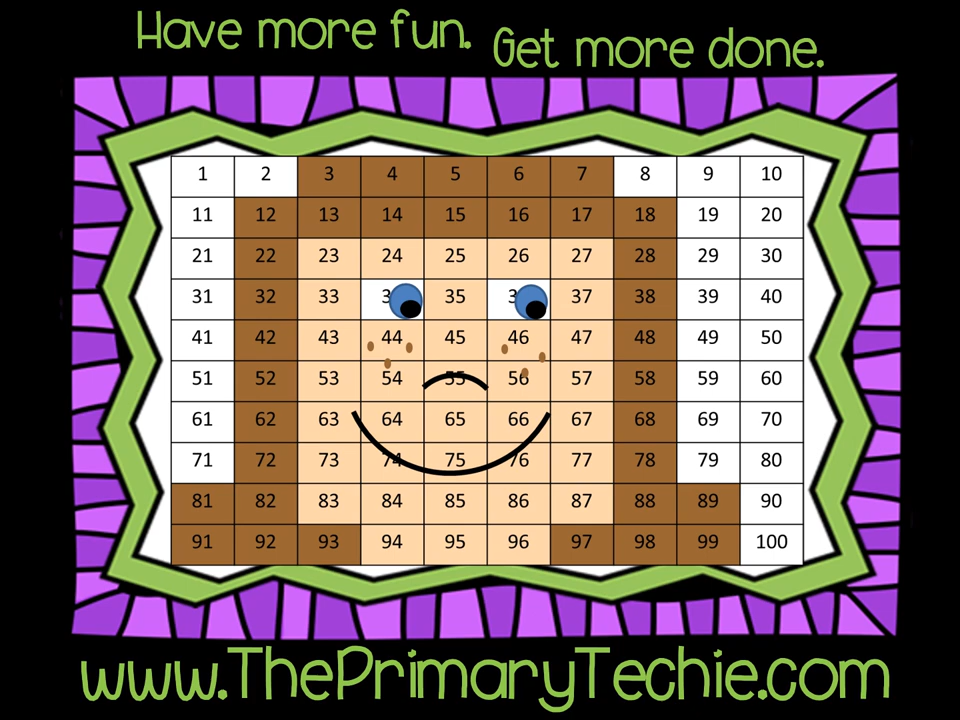 Have more fun. Get more done.
1 2 3 4 5 6 7 8 9 10
11 12 13 14 15 16 17 18 19 20
21 22 23 24 25 26 27 28 29 30
31 32 33 35 37 38 39 40
41 42 43 44 45 46 47 48 49 50
51 52 53 54 55 56 57 58 59 60
61 62 63 64 65 66 67 68 69 70
71 72 73 74 75 76 77 78 79 80
81 82 83 84 85 86 87 88 89 90
91 92 93 94 95 96 97 98 99 100
www.ThePrimaryTechie.com